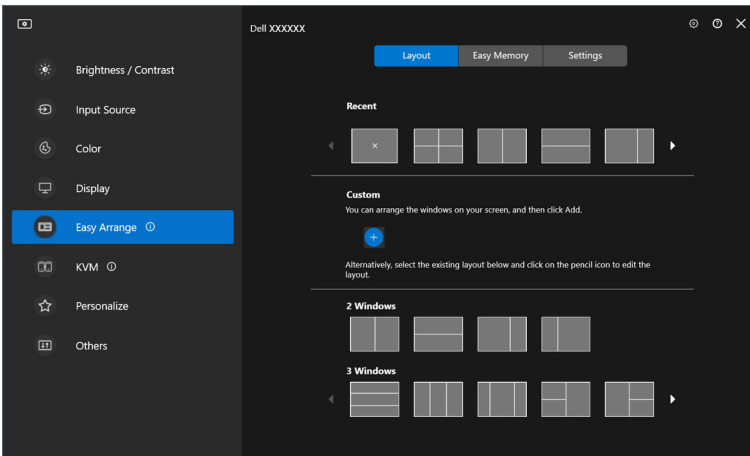 Dell XXXXXX
Layout
Easy Memory
Settings
Brightness / Contrast
Input Source
Color
Display
Easy Arrange
KVM
Personalize
Others
Recent
Custom
You can arrange the windows on your screen, and then click Add.
Alternatively, select the existing layout below and click on the pencil icon to edit the
layout.
2 Windows
3 Windows